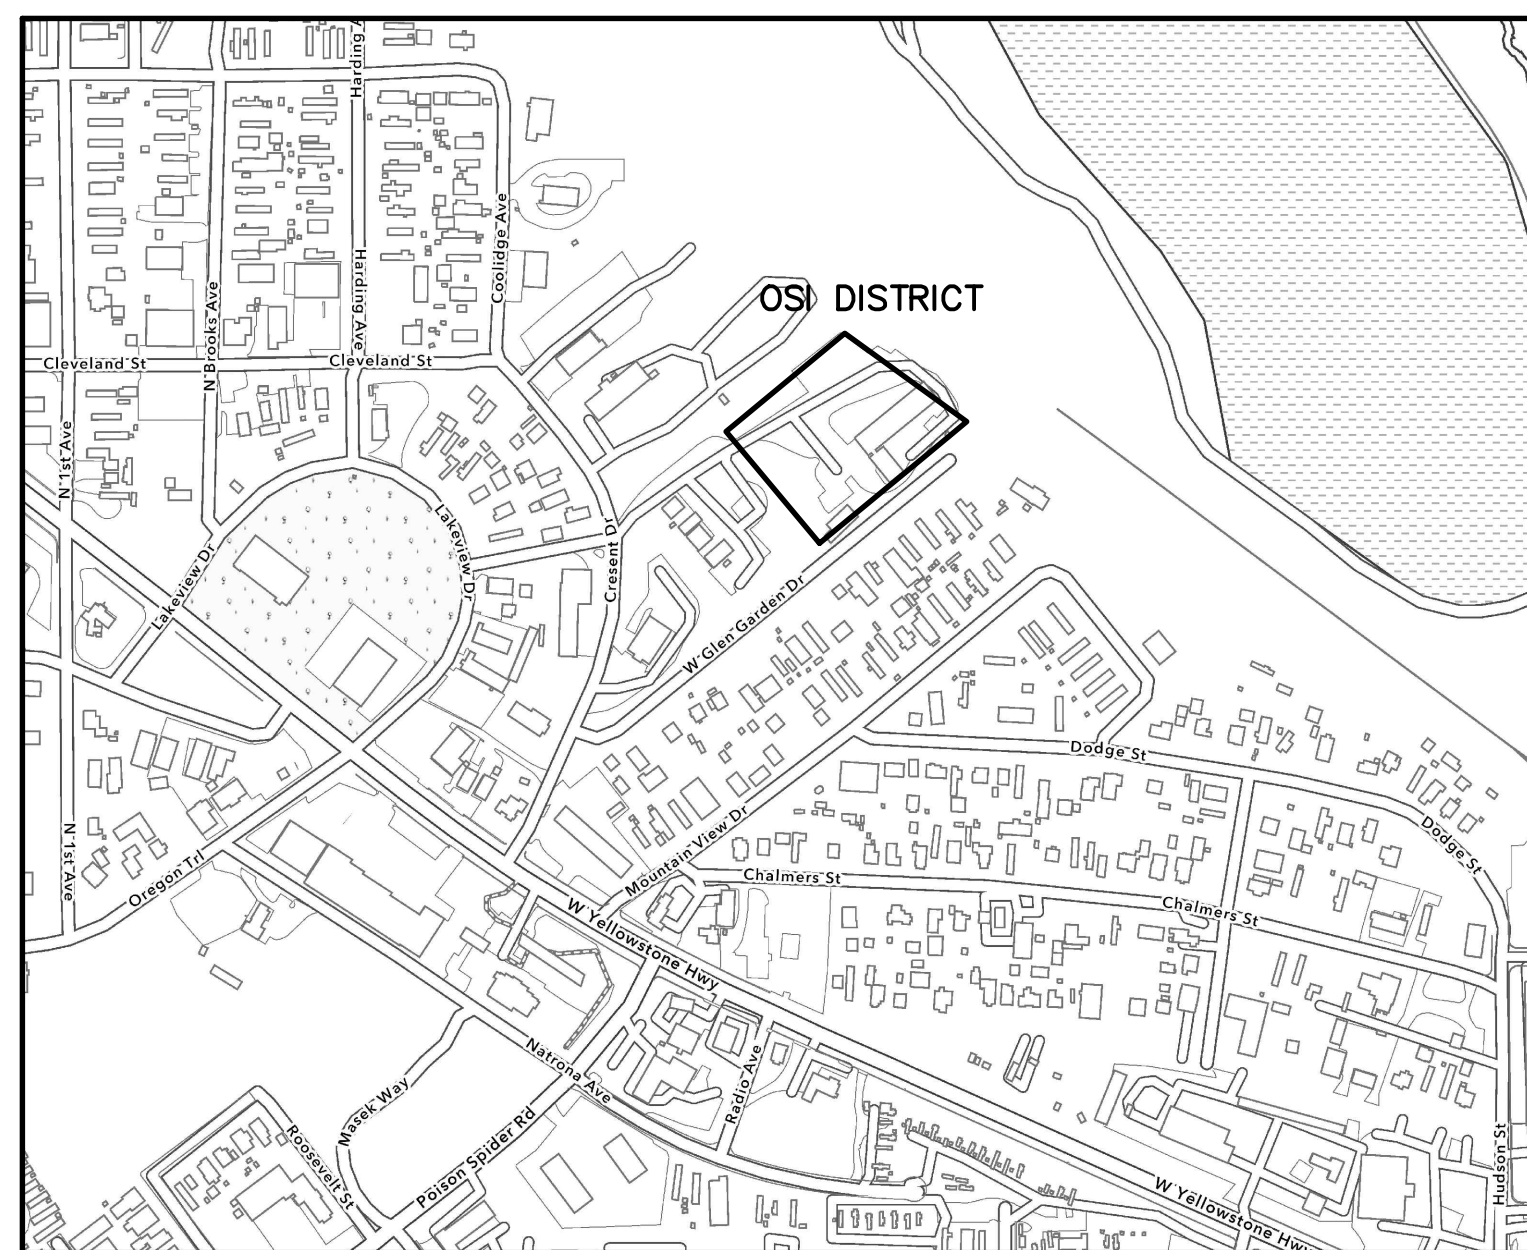 Harding A
Coolidge Ave
N Brooks Ave
Harding Ave
OSI DISTRICT
Cleveland St
Cleveland St
N 1st Ave
Lakeview Dr
Lakeview Dr
Cresent Dr
W Glen Garden Dr
Dodge St
Mountain View Dr
Dodge St
N 1st Ave
Oregon Trl
Chalmers St
Chalmers St
W Yellowstone Hwy
Natrona Ave
Radio Ave
Masek Way
Roosevelt St
Poison Spider Rd
Hudson St
W Yellowstone Hwy